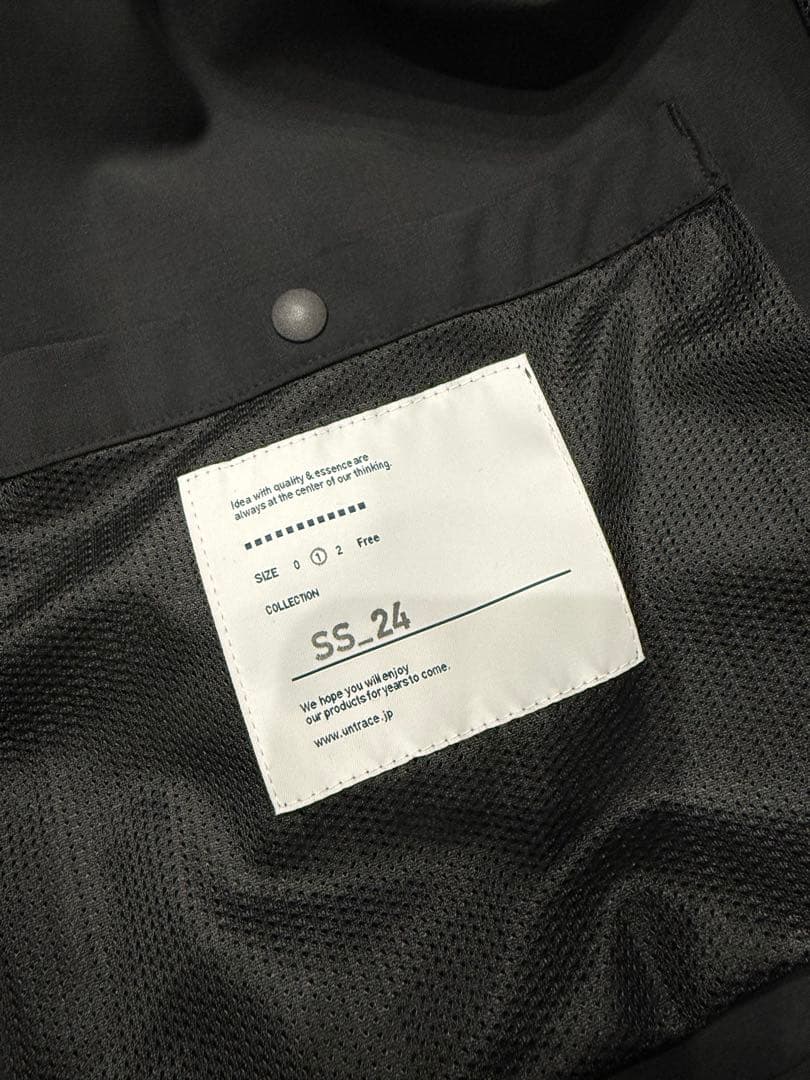 Idea with quality & essence are
always at the center of our thinking.
SIZE 0 1 2 Free
COLLECTION
SS_24
We hope you will enjoy
our products for years to come.
www.untrace.jp